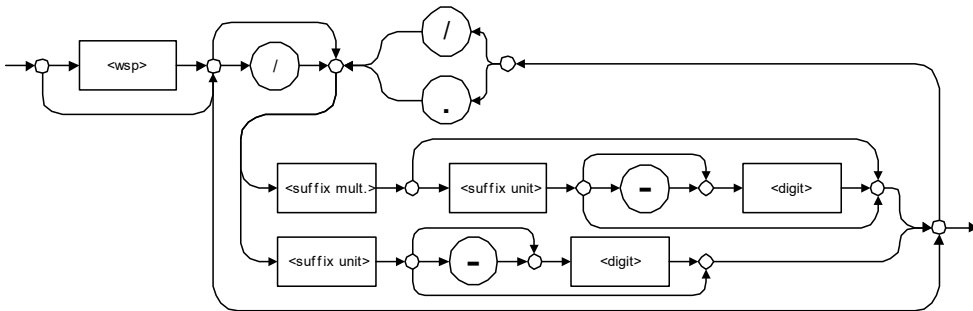 /
<wsp>
/
.
<suffix mult.>
<suffix unit>
-
<digit>
<suffix unit>
-
<digit>